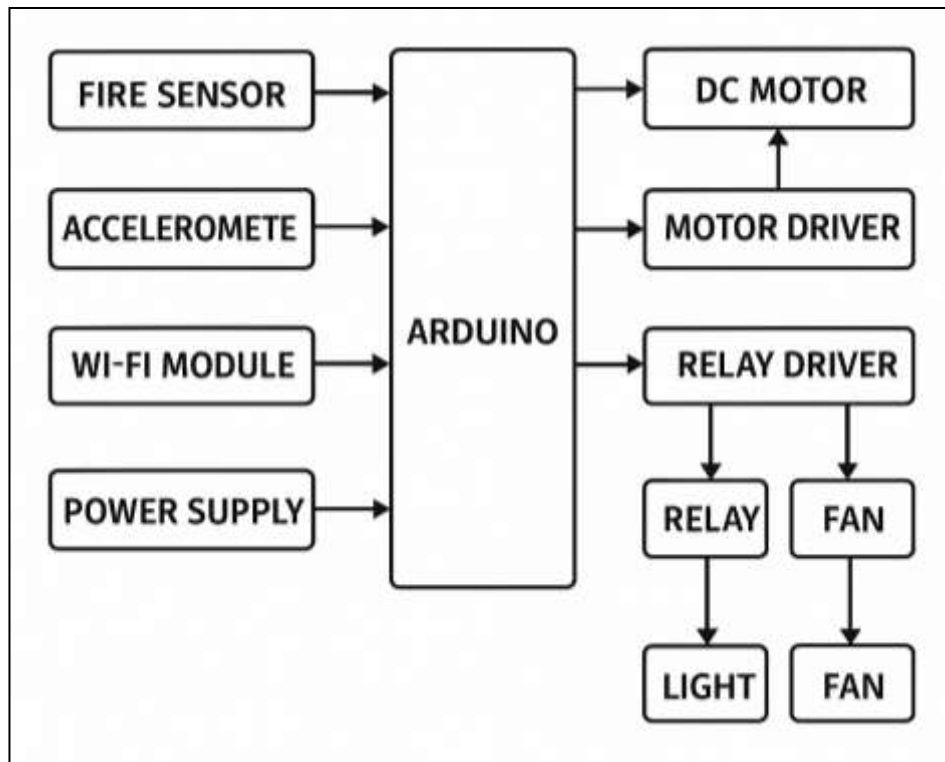 FIRE SENSOR
ACCELEROMETE
WI-FI MODULE
POWER SUPPLY
ARDUINO
DC MOTOR
MOTOR DRIVER
RELAY DRIVER
RELAY
FAN
LIGHT
FAN